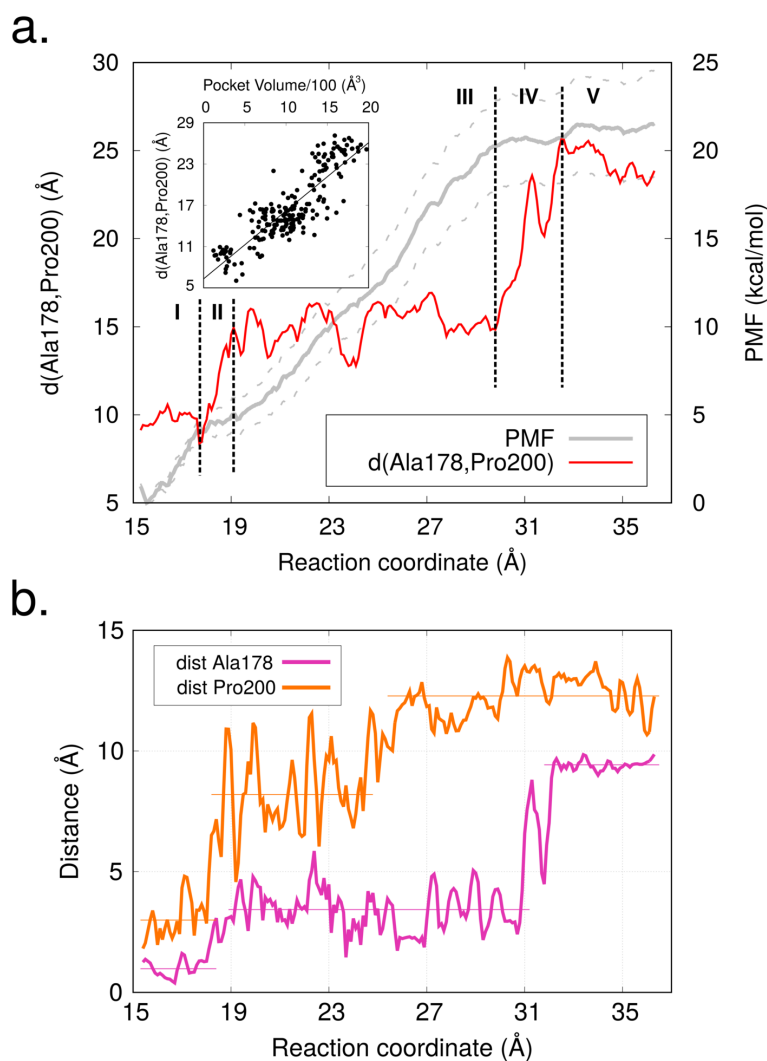 a.
Pocket Volume/100 (Å³)
0 5 10 15 20
d(Ala178,Pro200) (Å)
29
23
17
11
5
I II III IV V
d(Ala178,Pro200) (Å)
30
25
20
15
10
5
PMF (kcal/mol)
25
20
15
10
5
0
PMF
d(Ala178,Pro200)
15 19 23 27 31 35
Reaction coordinate (Å)
b.
dist Ala178
dist Pro200
Distance (Å)
15
10
5
0
15 19 23 27 31 35
Reaction coordinate (Å)